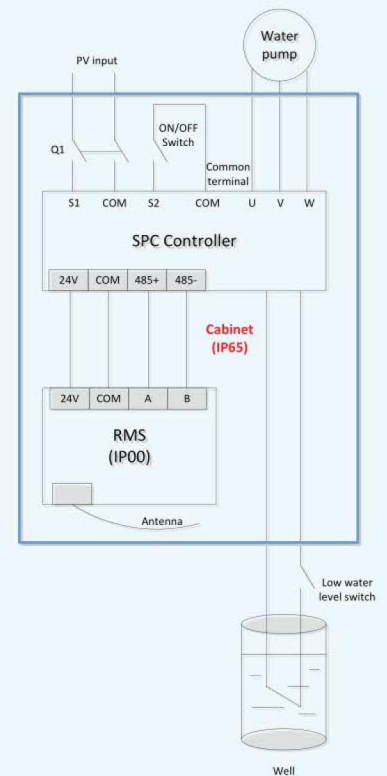 Water
pump
PV input
ON/OFF
Switch
Q1
Common
terminal
S1 COM S2 COM U V W
SPC Controller
24V COM 485+ 485-
Cabinet
(IP65)
24V COM A B
RMS
(IP00)
Antenna
Low water
level switch
Well